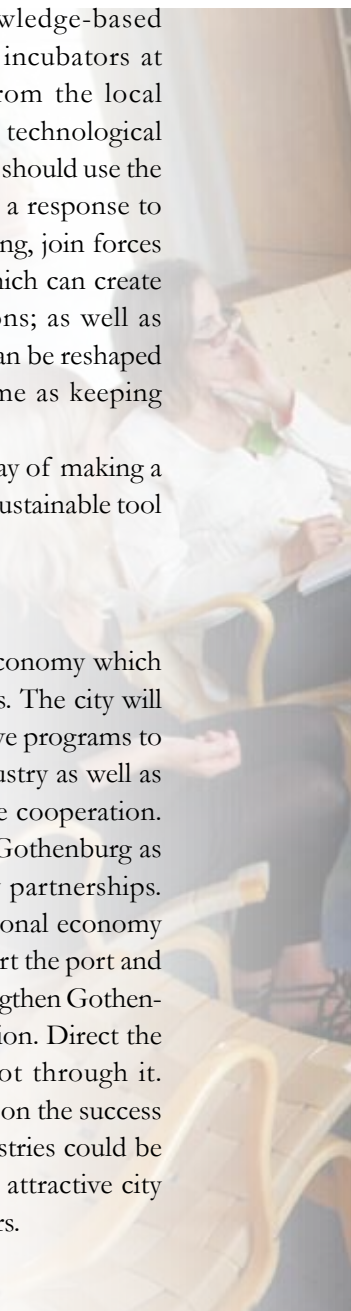 wledge-based
incubators at
rom the local
technological
should use the
a response to
ng, join forces
ich can create
ons; as well as
an be reshaped
me as keeping
ay of making a
ustainable tool
conomy which
s. The city will
ve programs to
ustry as well as
e cooperation.
Gothenburg as
partnerships.
onal economy
rt the port and
gthen Gothen-
ion. Direct the
ot through it.
on the success
stries could be
attractive city
rs.